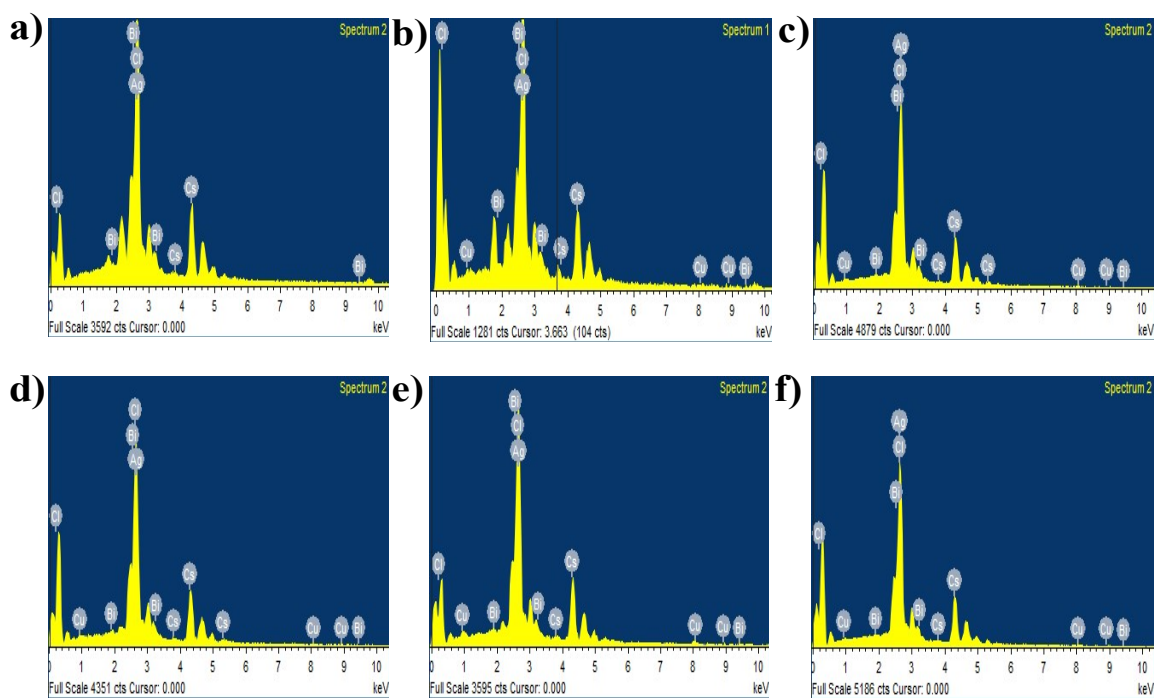 a)
Spectrum 2
Bi
Cl
Ag
Cl
Cs
Bi
Bi
Cs
Bi
0 1 2 3 4 5 6 7 8 9 10
Full Scale 3592 cts Cursor: 0.000
keV
b)
Spectrum 1
Cl
Bi
Cl
Ag
Bi
Cs
Bi
Cu
Cs
Cu
Cu
Bi
0 1 2 3 4 5 6 7 8 9 10
Full Scale 1281 cts Cursor: 3.663 (104 cts)
keV
c)
Spectrum 2
Ag
Cl
Bi
Cl
Cs
Cu
Bi
Bi
Cs
Cs
Cu
Cu
Bi
0 1 2 3 4 5 6 7 8 9 10
Full Scale 4879 cts Cursor: 0.000
keV
d)
Spectrum 2
Cl
Bi
Ag
Cl
Cs
Cu
Bi
Bi
Cs
Cs
Cu
Cu
Bi
0 1 2 3 4 5 6 7 8 9 10
Full Scale 4351 cts Cursor: 0.000
keV
e)
Spectrum 2
Bi
Cl
Ag
Cl
Cs
Cu
Bi
Bi
Cs
Cu
Cu
Bi
0 1 2 3 4 5 6 7 8 9 10
Full Scale 3595 cts Cursor: 0.000
keV
f)
Spectrum 2
Ag
Cl
Bi
Cl
Cs
Cu
Bi
Bi
Cs
Cu
Cu
Bi
0 1 2 3 4 5 6 7 8 9 10
Full Scale 5186 cts Cursor: 0.000
keV